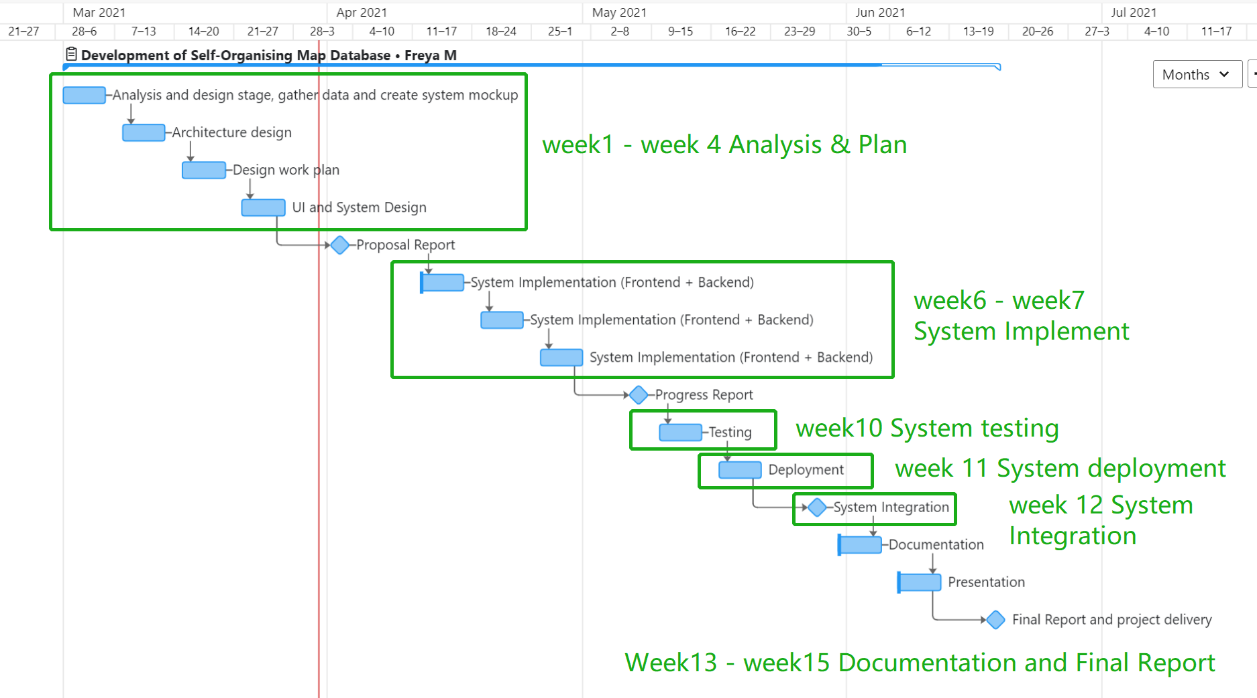 Mar 2021 Apr 2021 May 2021 Jun 2021 Jul 2021
21–27 28–6 7–13 14–20 21–27 28–3 4–10 11–17 18–24 25–1 2–8 9–15 16–22 23–29 30–5 6–12 13–19 20–26 27–3 4–10 11–17
Development of Self-Organising Map Database • Freya M
Months
Analysis and design stage, gather data and create system mockup
Architecture design
week1 - week 4 Analysis & Plan
Design work plan
UI and System Design
Proposal Report
System Implementation (Frontend + Backend)
week6 - week7
System Implement
System Implementation (Frontend + Backend)
System Implementation (Frontend + Backend)
Progress Report
Testing
week10 System testing
Deployment
week 11 System deployment
System Integration
week 12 System
Integration
Documentation
Presentation
Final Report and project delivery
Week13 - week15 Documentation and Final Report